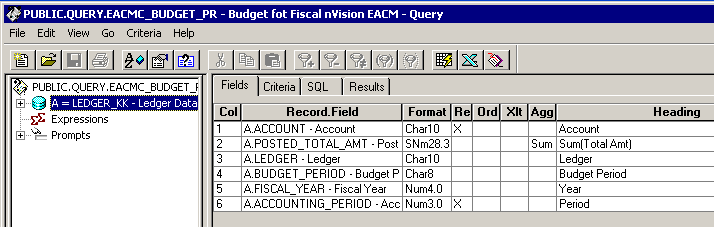 PUBLIC.QUERY.EACMC_BUDGET_PR - Budget fot Fiscal nVision EACM - Query
File Edit View Go Criteria Help
PUBLIC.QUERY.EACMC_BUDGET_F
A = LEDGER_KK - Ledger Data
Expressions
Prompts
Fields Criteria SQL Results
Col Record.Field Format Re Ord Xlt Agg Heading
1 A.ACCOUNT - Account Char10 X Account
2 A.POSTED_TOTAL_AMT - Post SNm28.3 Sum Sum(Total Amt)
3 A.LEDGER - Ledger Char10 Ledger
4 A.BUDGET_PERIOD - Budget P Char8 Budget Period
5 A.FISCAL_YEAR - Fiscal Year Num4.0 Year
6 A.ACCOUNTING_PERIOD - Acc Num3.0 X Period